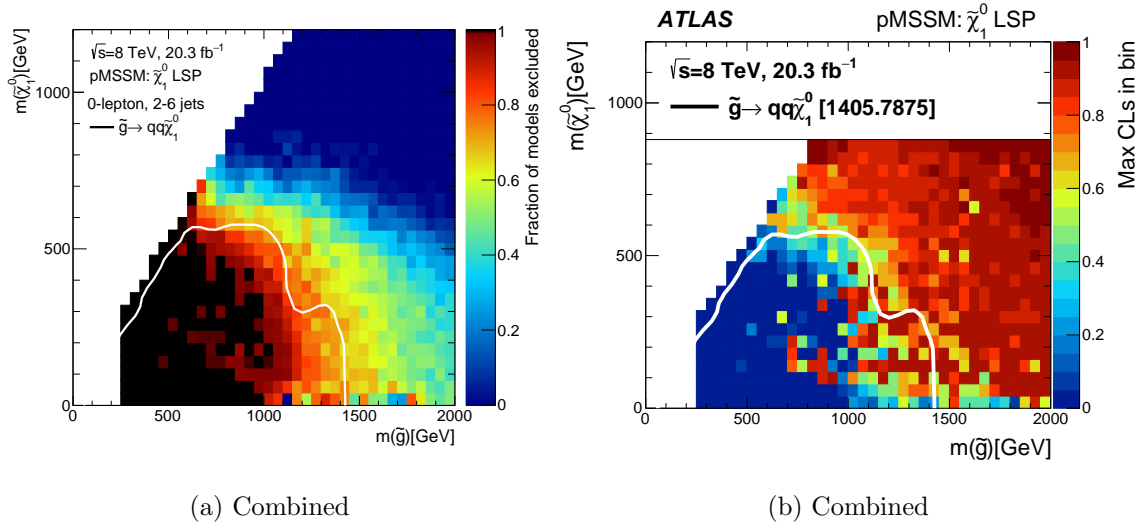 √s=8 TeV, 20.3 fb⁻¹
pMSSM: χ̃₁⁰ LSP
0-lepton, 2-6 jets
g̃→ qqχ̃₁⁰
m(χ̃₁⁰)[GeV]
1000
500
0
0 500 1000 1500 2000
m(g̃)[GeV]
1
0.8
0.6
0.4
0.2
0
Fraction of models excluded
(a) Combined
ATLAS pMSSM: χ̃₁⁰ LSP
√s=8 TeV, 20.3 fb⁻¹
g̃→ qqχ̃₁⁰ [1405.7875]
m(χ̃₁⁰)[GeV]
1000
500
0
0 500 1000 1500 2000
m(g̃)[GeV]
1
0.8
0.6
0.4
0.2
0
Max CLs in bin
(b) Combined